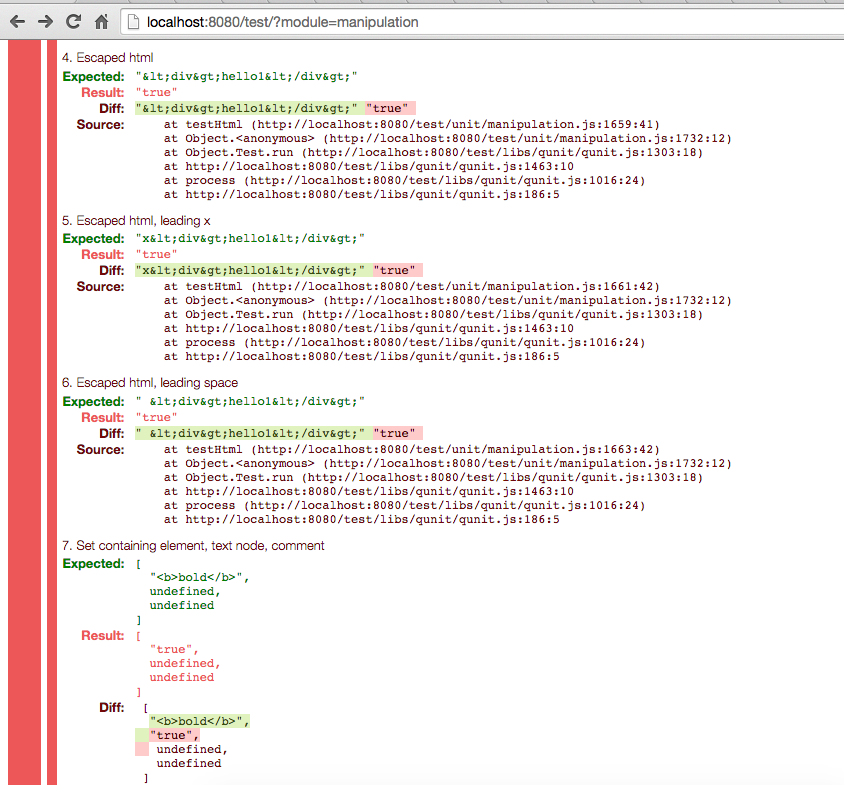 localhost:8080/test/?module=manipulation
4. Escaped html
Expected: "&lt;div&gt;hello1&lt;/div&gt;"
Result: "true"
Diff: "&lt;div&gt;hello1&lt;/div&gt;" "true"
Source: at testHtml (http://localhost:8080/test/unit/manipulation.js:1659:41)
at Object.<anonymous> (http://localhost:8080/test/unit/manipulation.js:1732:12)
at Object.Test.run (http://localhost:8080/test/libs/qunit/qunit.js:1303:18)
at http://localhost:8080/test/libs/qunit/qunit.js:1463:10
at process (http://localhost:8080/test/libs/qunit/qunit.js:1016:24)
at http://localhost:8080/test/libs/qunit/qunit.js:186:5
5. Escaped html, leading x
Expected: "x&lt;div&gt;hello1&lt;/div&gt;"
Result: "true"
Diff: "x&lt;div&gt;hello1&lt;/div&gt;" "true"
Source: at testHtml (http://localhost:8080/test/unit/manipulation.js:1661:42)
at Object.<anonymous> (http://localhost:8080/test/unit/manipulation.js:1732:12)
at Object.Test.run (http://localhost:8080/test/libs/qunit/qunit.js:1303:18)
at http://localhost:8080/test/libs/qunit/qunit.js:1463:10
at process (http://localhost:8080/test/libs/qunit/qunit.js:1016:24)
at http://localhost:8080/test/libs/qunit/qunit.js:186:5
6. Escaped html, leading space
Expected: " &lt;div&gt;hello1&lt;/div&gt;"
Result: "true"
Diff: " &lt;div&gt;hello1&lt;/div&gt;" "true"
Source: at testHtml (http://localhost:8080/test/unit/manipulation.js:1663:42)
at Object.<anonymous> (http://localhost:8080/test/unit/manipulation.js:1732:12)
at Object.Test.run (http://localhost:8080/test/libs/qunit/qunit.js:1303:18)
at http://localhost:8080/test/libs/qunit/qunit.js:1463:10
at process (http://localhost:8080/test/libs/qunit/qunit.js:1016:24)
at http://localhost:8080/test/libs/qunit/qunit.js:186:5
7. Set containing element, text node, comment
Expected: [
"<b>bold</b>",
undefined,
undefined
]
Result: [
"true",
undefined,
undefined
]
Diff: [
"<b>bold</b>",
"true",
undefined,
undefined
]